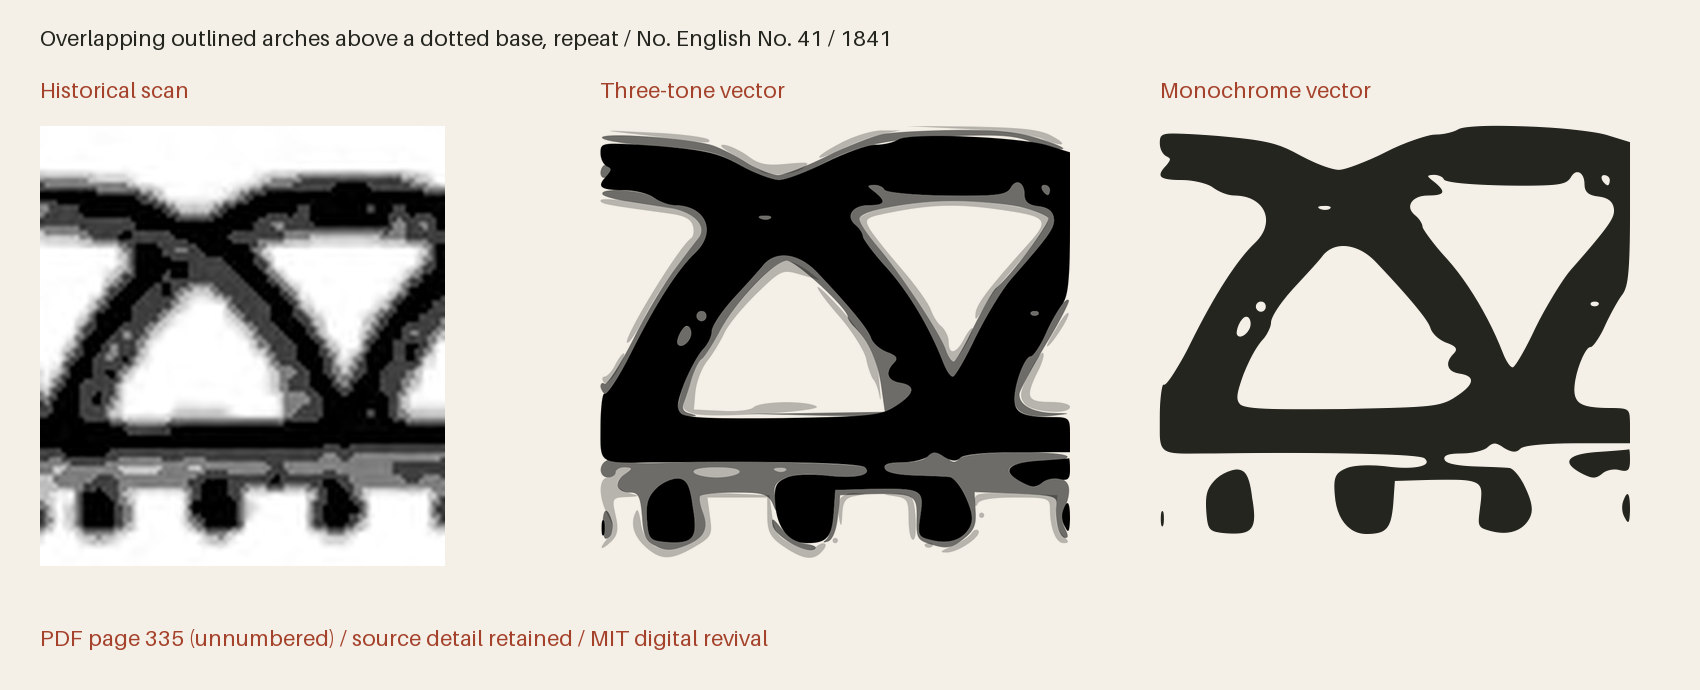 Overlapping outlined arches above a dotted base, repeat / No. English No. 41 / 1841
Historical scan
Three-tone vector
Monochrome vector
PDF page 335 (unnumbered) / source detail retained / MIT digital revival